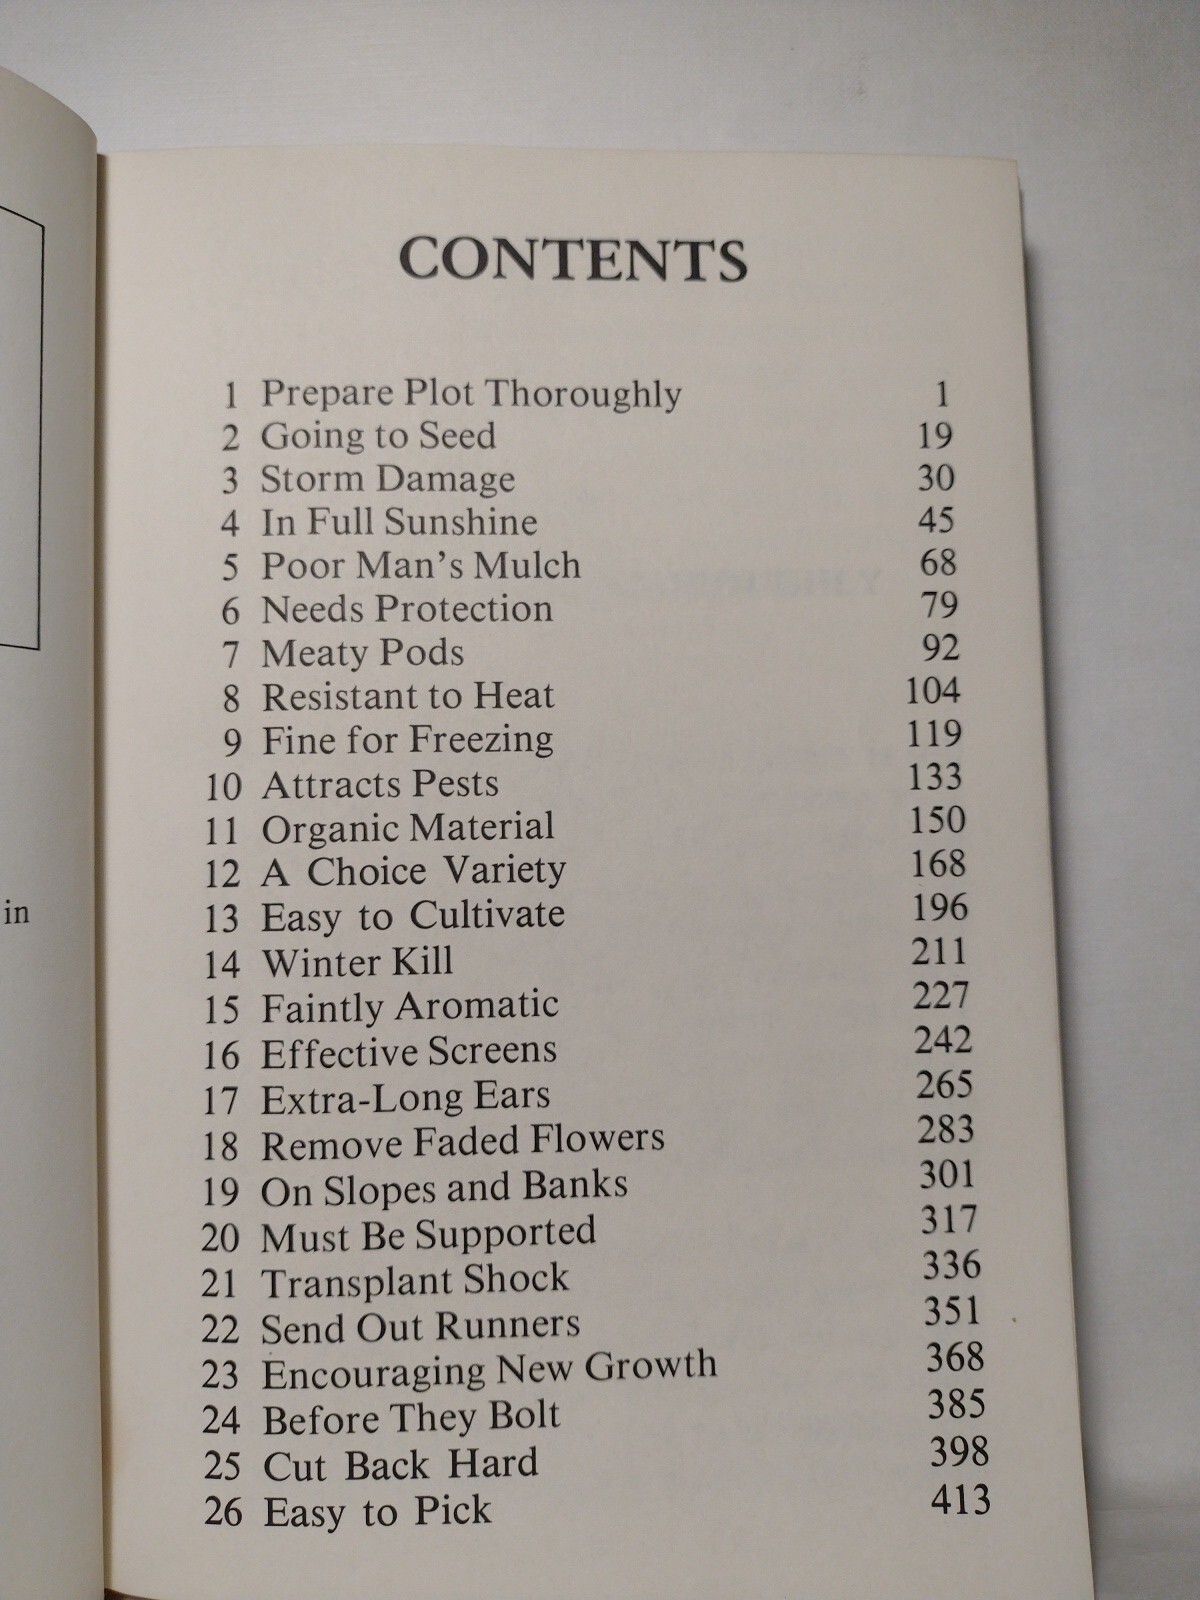 CONTENTS
1 Prepare Plot Thoroughly 1
2 Going to Seed 19
3 Storm Damage 30
4 In Full Sunshine 45
5 Poor Man's Mulch 68
6 Needs Protection 79
7 Meaty Pods 92
8 Resistant to Heat 104
9 Fine for Freezing 119
10 Attracts Pests 133
11 Organic Material 150
12 A Choice Variety 168
13 Easy to Cultivate 196
14 Winter Kill 211
15 Faintly Aromatic 227
16 Effective Screens 242
17 Extra-Long Ears 265
18 Remove Faded Flowers 283
19 On Slopes and Banks 301
20 Must Be Supported 317
21 Transplant Shock 336
22 Send Out Runners 351
23 Encouraging New Growth 368
24 Before They Bolt 385
25 Cut Back Hard 398
26 Easy to Pick 413
in